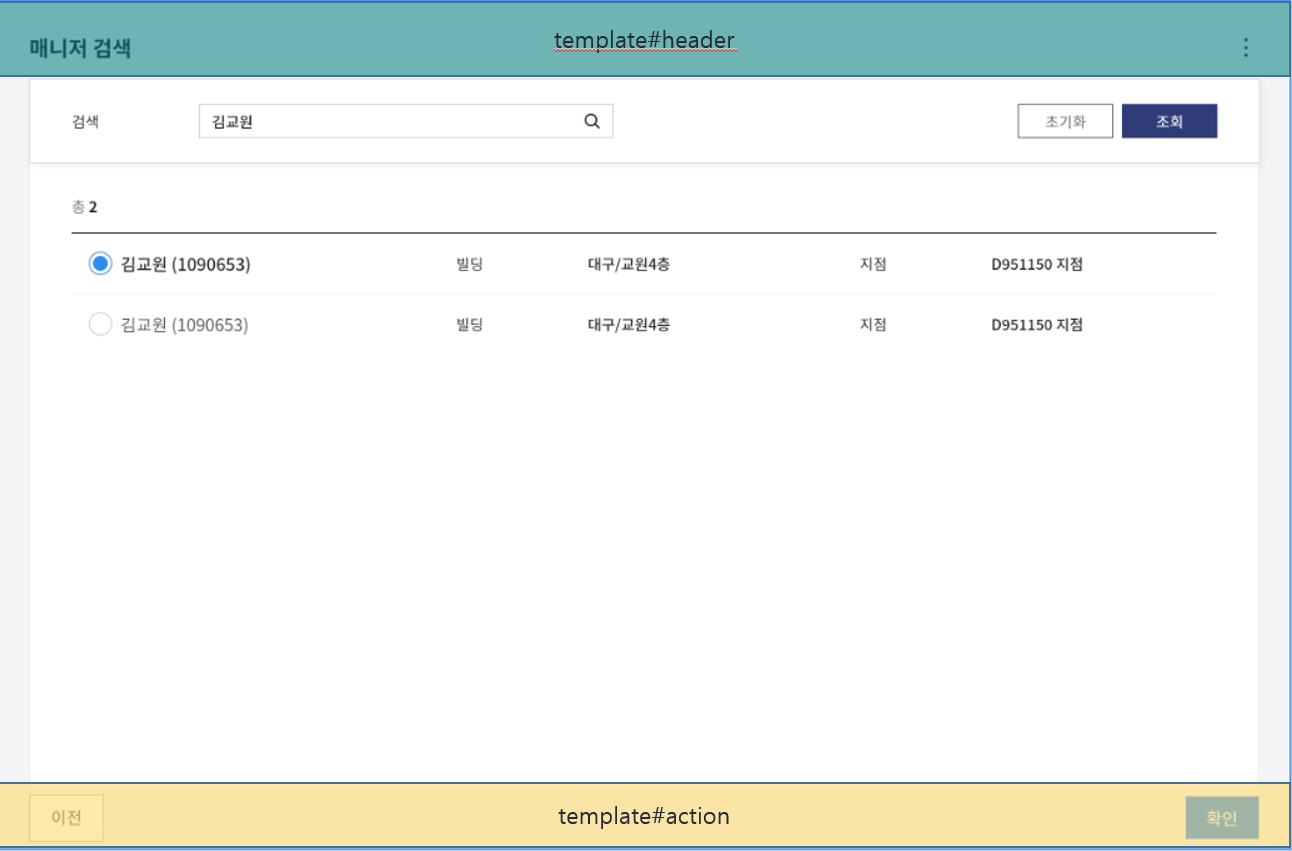 매니저 검색 template#header
검색 김교원 초기화 조회
총 2
김교원 (1090653) 빌딩 대구/교원4층 지점 D951150 지점
김교원 (1090653) 빌딩 대구/교원4층 지점 D951150 지점
이전 template#action 확인